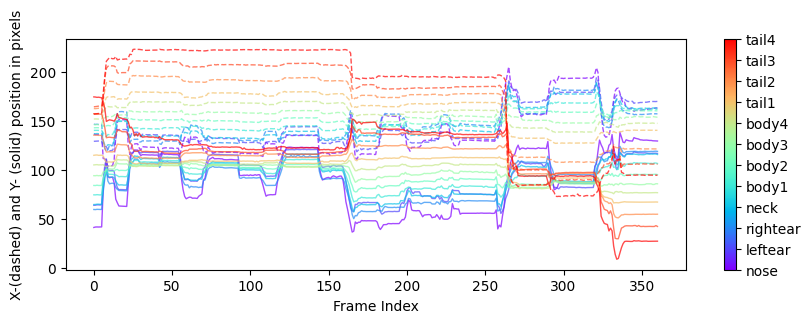 X-(dashed) and Y- (solid) position in pixels
200
150
100
50
0
0 50 100 150 200 250 300 350
Frame Index
tail4
tail3
tail2
tail1
body4
body3
body2
body1
neck
rightear
leftear
nose